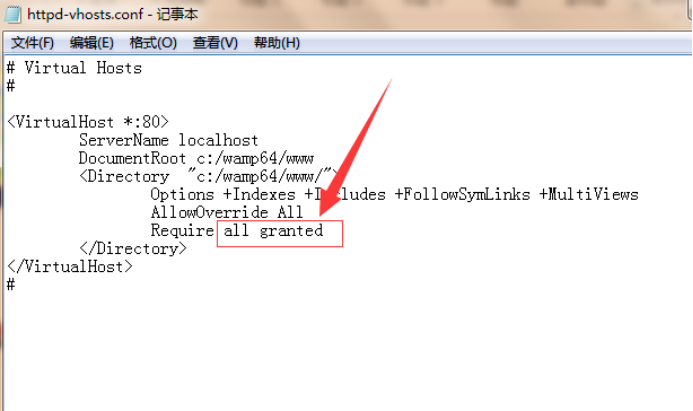 httpd-vhosts.conf - 记事本
文件(F) 编辑(E) 格式(O) 查看(V) 帮助(H)
# Virtual Hosts
#
<VirtualHost *:80>
ServerName localhost
DocumentRoot c:/wamp64/www
<Directory "c:/wamp64/www/">
Options +Indexes +Includes +FollowSymLinks +MultiViews
AllowOverride All
Require all granted
</Directory>
</VirtualHost>
#